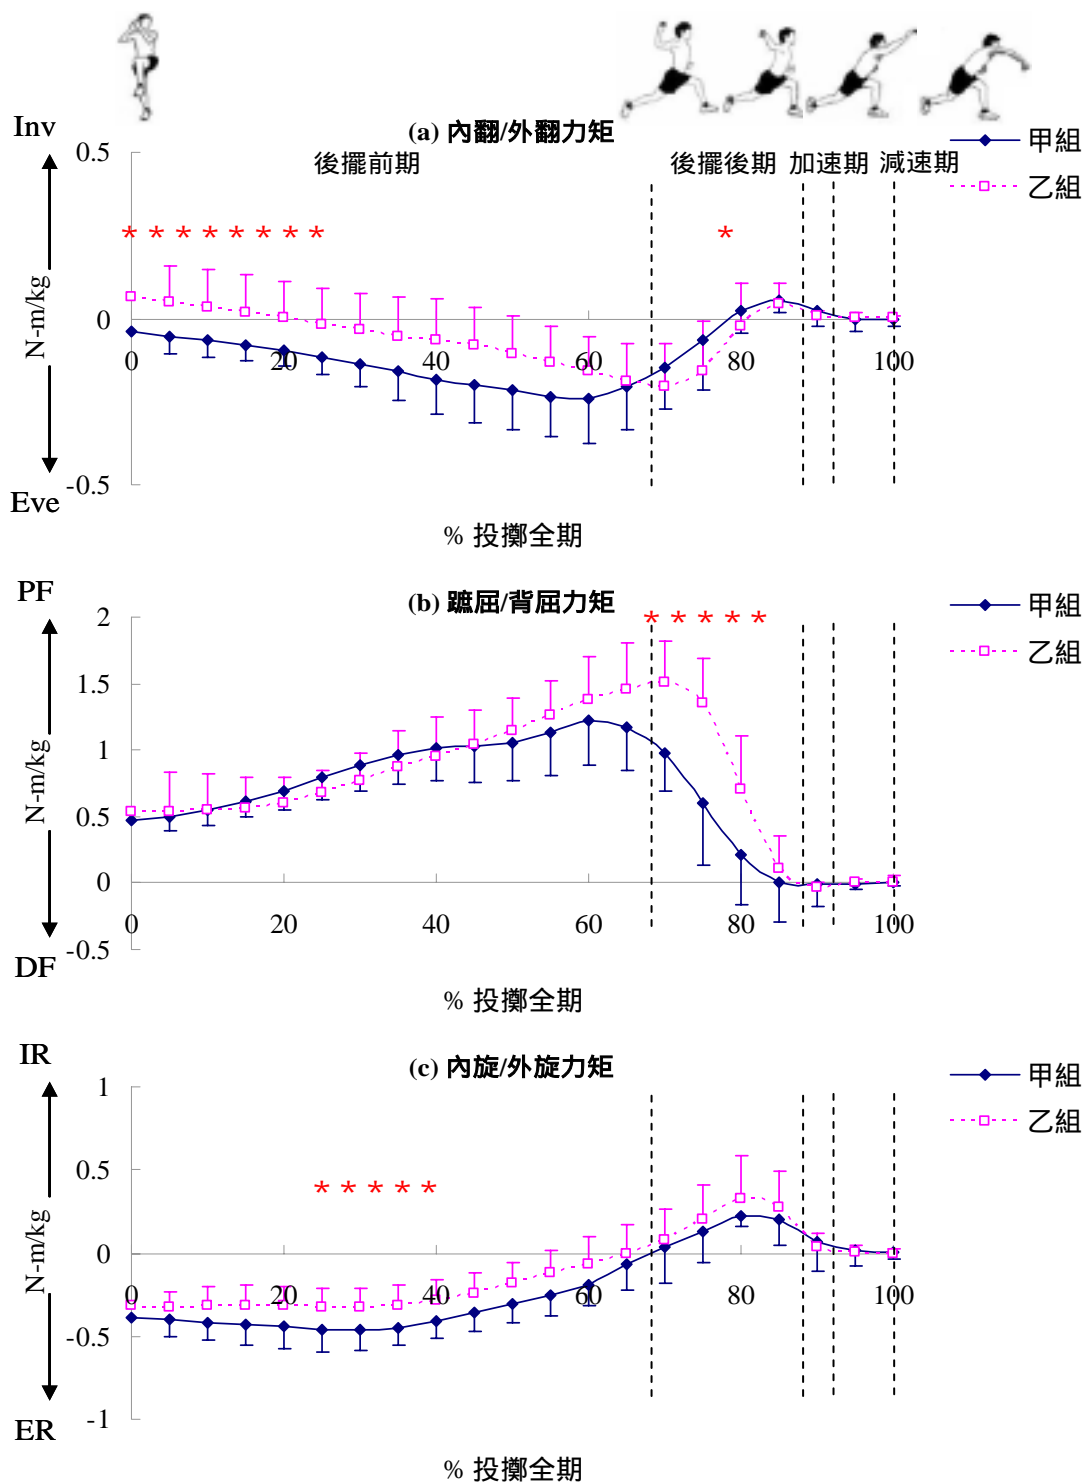 Inv
(a) 內翻/外翻力矩
0.5
後擺前期
後擺後期
加速期
減速期
甲組
乙組
* * * * * * * *
*
N-m/kg
0
0 20 40 60 80 100
-0.5
Eve
% 投擲全期
PF
(b) 蹠屈/背屈力矩
甲組
乙組
* * * * *
2
1.5
1
0.5
0
-0.5
N-m/kg
0 20 40 60 80 100
DF
% 投擲全期
IR
(c) 內旋/外旋力矩
甲組
乙組
1
0.5
* * * * *
0
N-m/kg
0 20 40 60 80 100
-0.5
-1
ER
% 投擲全期